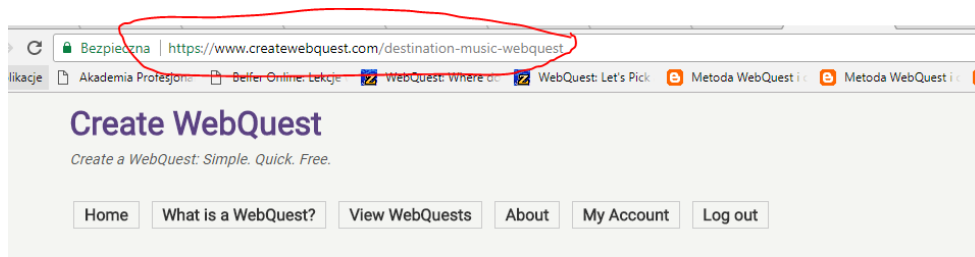 Bezpieczna https://www.createwebquest.com/destination-music-webquest
likacje Akademia Profesjona Belfer Online: Lekcje WebQuest: Where do WebQuest: Let's Pick Metoda WebQuest i Metoda WebQuest i
Create WebQuest
Create a WebQuest: Simple. Quick. Free.
Home What is a WebQuest? View WebQuests About My Account Log out